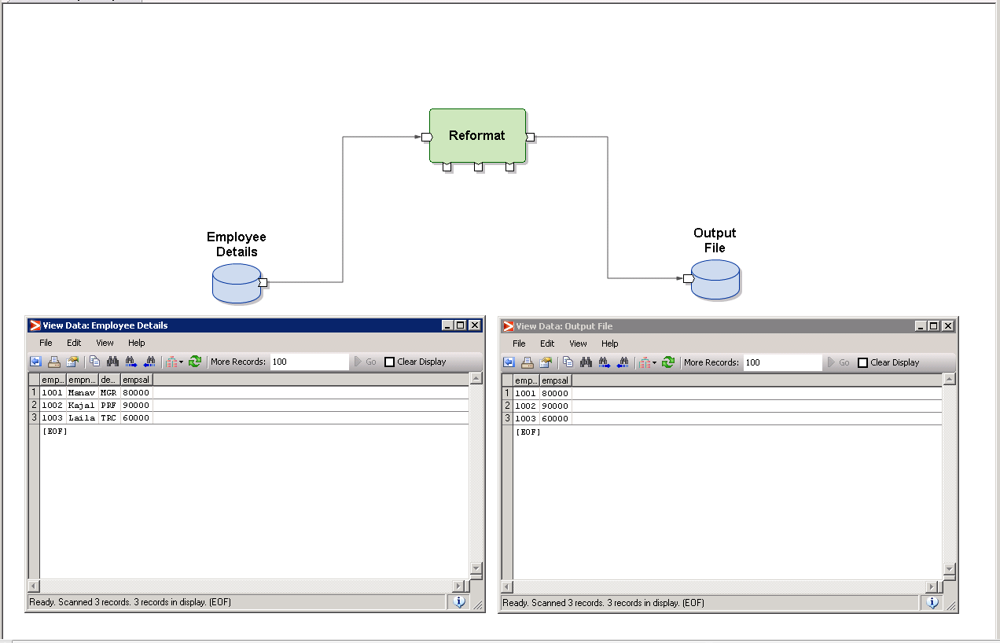 Reformat
Employee
Details
Output
File
View Data: Employee Details
File Edit View Help
More Records: 100 Go Clear Display
emp... empn... de... empsal
1 1001 Manav MGR 80000
2 1002 Kajal PRF 90000
3 1003 Laila TRC 60000
[EOF]
Ready. Scanned 3 records. 3 records in display. (EOF)
View Data: Output File
File Edit View Help
More Records: 100 Go Clear Display
emp... empsal
1 1001 80000
2 1002 90000
3 1003 60000
[EOF]
Ready. Scanned 3 records. 3 records in display. (EOF)